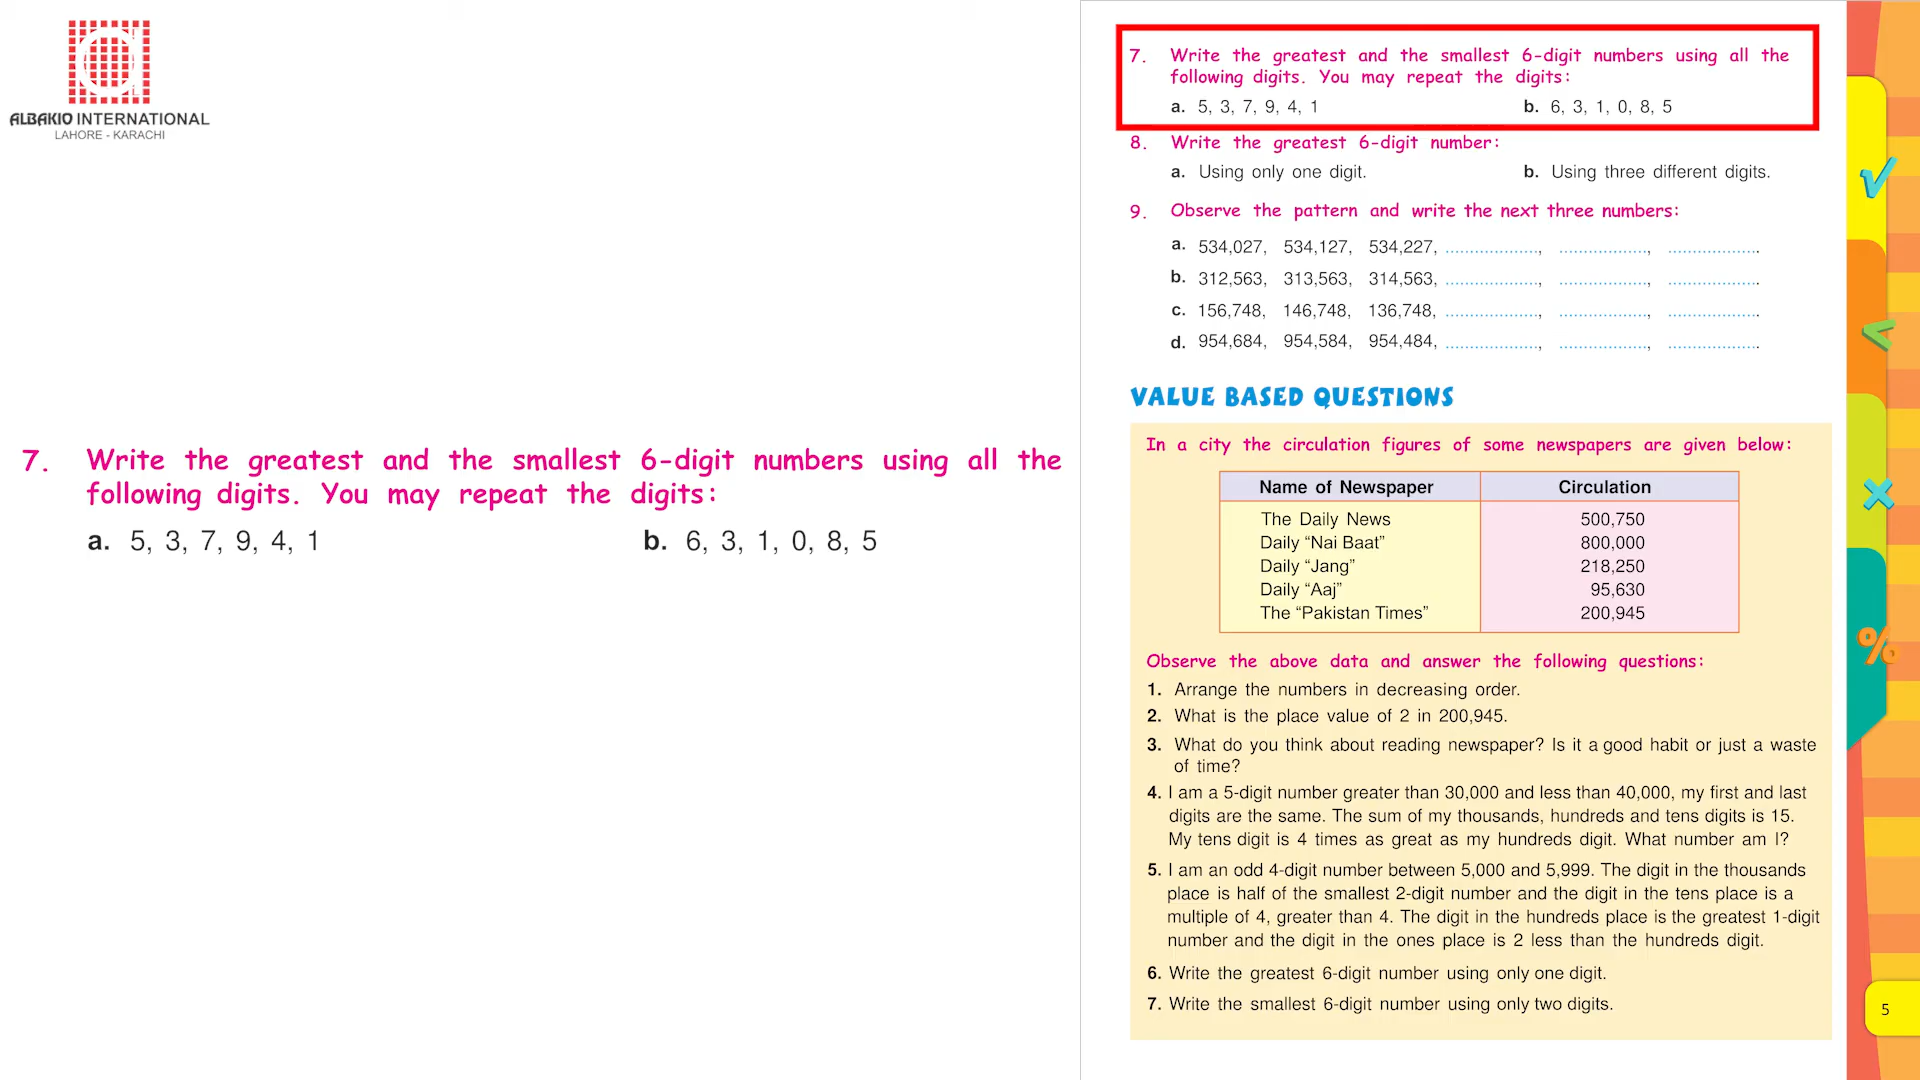 ALBAKIO INTERNATIONAL
LAHORE - KARACHI
7. Write the greatest and the smallest 6-digit numbers using all the
following digits. You may repeat the digits:
a. 5, 3, 7, 9, 4, 1 b. 6, 3, 1, 0, 8, 5
7. Write the greatest and the smallest 6-digit numbers using all the
following digits. You may repeat the digits:
a. 5, 3, 7, 9, 4, 1 b. 6, 3, 1, 0, 8, 5
8. Write the greatest 6-digit number:
a. Using only one digit. b. Using three different digits.
9. Observe the pattern and write the next three numbers:
a. 534,027, 534,127, 534,227, .................., .................., ..................
b. 312,563, 313,563, 314,563, .................., .................., ..................
c. 156,748, 146,748, 136,748, .................., .................., ..................
d. 954,684, 954,584, 954,484, .................., .................., ..................
VALUE BASED QUESTIONS
In a city the circulation figures of some newspapers are given below:
Name of Newspaper Circulation
The Daily News 500,750
Daily “Nai Baat” 800,000
Daily “Jang” 218,250
Daily “Aaj” 95,630
The “Pakistan Times” 200,945
Observe the above data and answer the following questions:
1. Arrange the numbers in decreasing order.
2. What is the place value of 2 in 200,945.
3. What do you think about reading newspaper? Is it a good habit or just a waste
of time?
4. I am a 5-digit number greater than 30,000 and less than 40,000, my first and last
digits are the same. The sum of my thousands, hundreds and tens digits is 15.
My tens digit is 4 times as great as my hundreds digit. What number am I?
5. I am an odd 4-digit number between 5,000 and 5,999. The digit in the thousands
place is half of the smallest 2-digit number and the digit in the tens place is a
multiple of 4, greater than 4. The digit in the hundreds place is the greatest 1-digit
number and the digit in the ones place is 2 less than the hundreds digit.
6. Write the greatest 6-digit number using only one digit.
7. Write the smallest 6-digit number using only two digits.
5